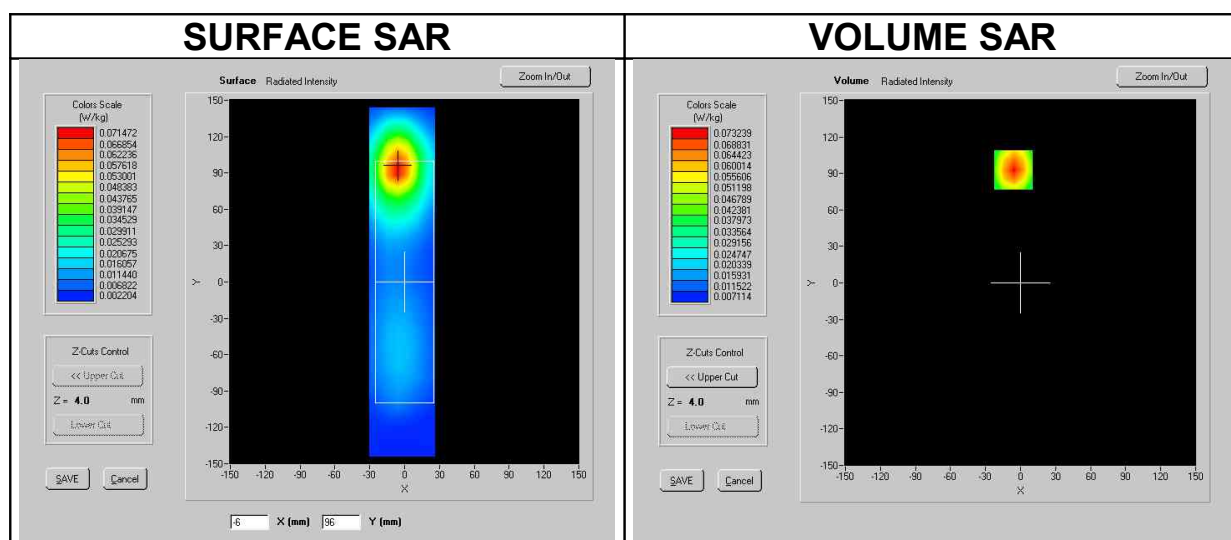 SURFACE SAR
Surface Radiated Intensity
Zoom In/Out
Colors Scale
(W/kg)
0.071472
0.066854
0.062236
0.057618
0.053001
0.048383
0.043765
0.039147
0.034529
0.029911
0.025293
0.020675
0.016057
0.011440
0.006822
0.002204
Z-Cuts Control
<< Upper Cut
Z = 4.0 mm
Lower Cut
SAVE Cancel
150
120
90
60
30
0
-30
-60
-90
-120
-150
Y
-150 -120 -90 -60 -30 0 30 60 90 120 150
X
-6 X (mm) 96 Y (mm)
VOLUME SAR
Volume Radiated Intensity
Zoom In/Out
Colors Scale
(W/kg)
0.073239
0.068831
0.064423
0.060014
0.055606
0.051198
0.046789
0.042381
0.037973
0.033564
0.029156
0.024747
0.020339
0.015931
0.011522
0.007114
Z-Cuts Control
<< Upper Cut
Z = 4.0 mm
Lower Cut
SAVE Cancel
150
120
90
60
30
0
-30
-60
-90
-120
-150
Y
-150 -120 -90 -60 -30 0 30 60 90 120 150
X